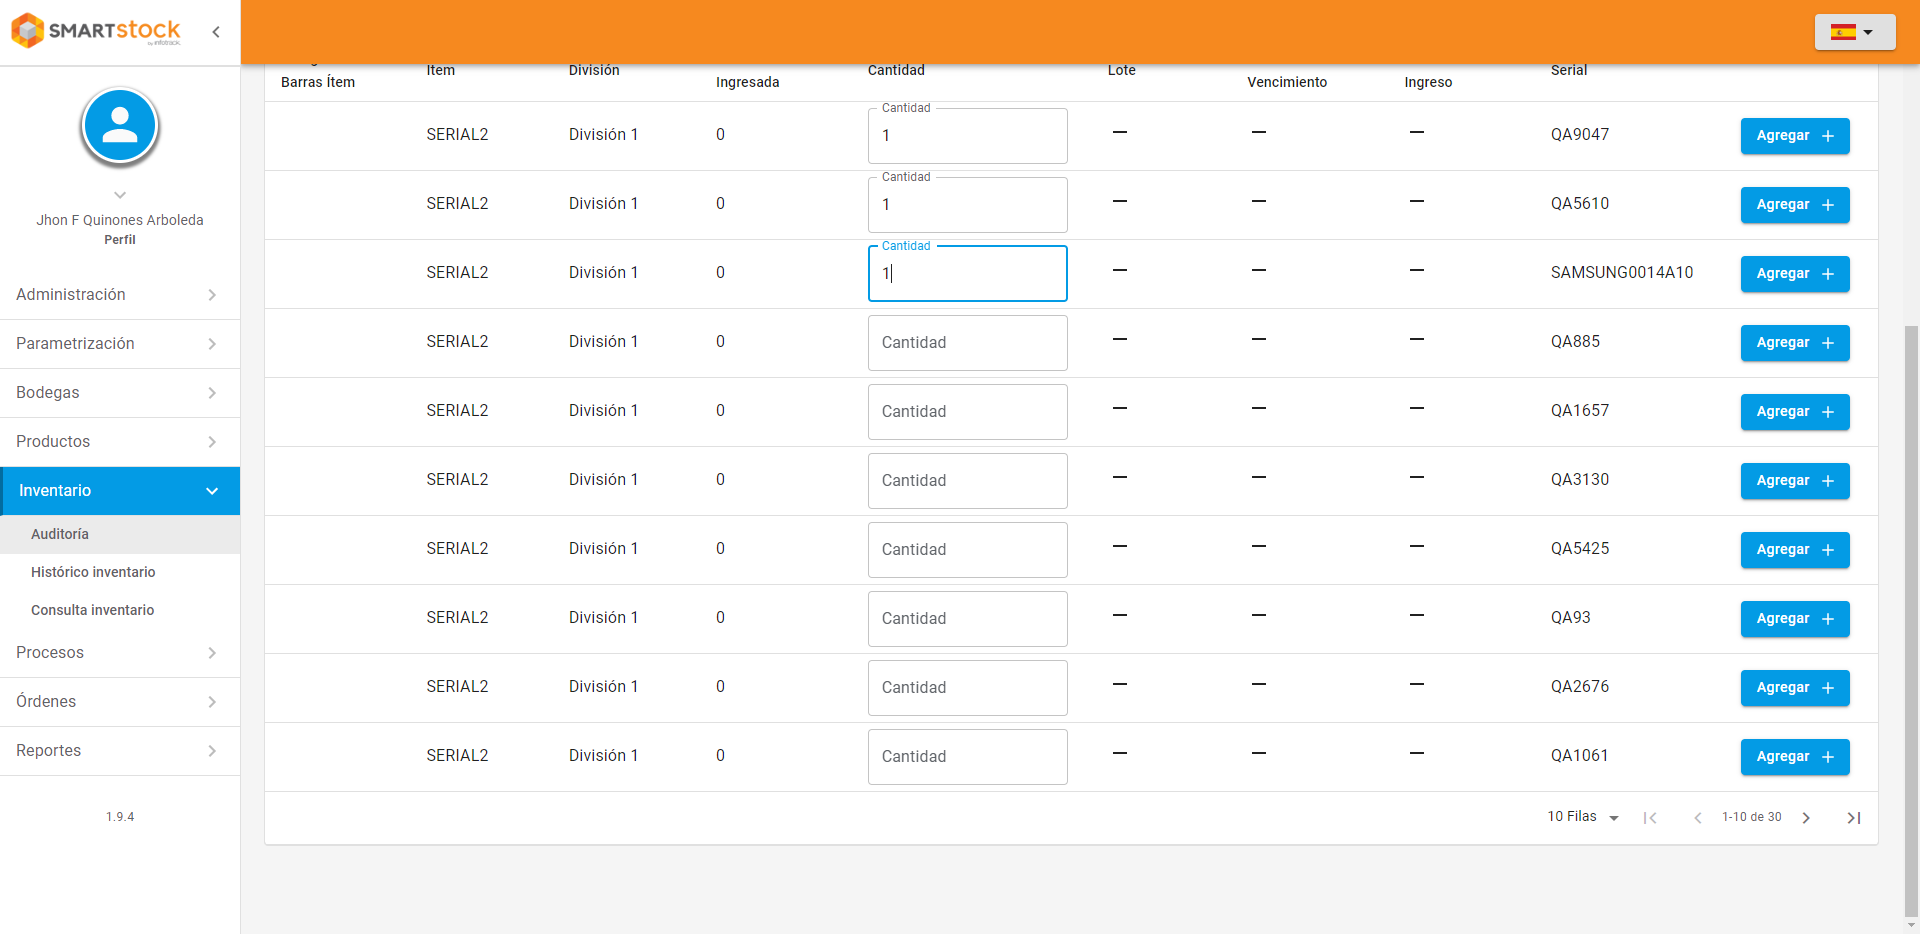 SMARTstock
by infotrack
Jhon F Quinones Arboleda
Perfil
Administración
Parametrización
Bodegas
Productos
Inventario
Auditoría
Histórico inventario
Consulta inventario
Procesos
Órdenes
Reportes
1.9.4
Barras Ítem Item División Ingresada Cantidad Lote Vencimiento Ingreso Serial
Cantidad
SERIAL2 División 1 0 1 — — — QA9047 Agregar +
Cantidad
SERIAL2 División 1 0 1 — — — QA5610 Agregar +
Cantidad
SERIAL2 División 1 0 1 — — — SAMSUNG0014A10 Agregar +
SERIAL2 División 1 0 Cantidad — — — QA885 Agregar +
SERIAL2 División 1 0 Cantidad — — — QA1657 Agregar +
SERIAL2 División 1 0 Cantidad — — — QA3130 Agregar +
SERIAL2 División 1 0 Cantidad — — — QA5425 Agregar +
SERIAL2 División 1 0 Cantidad — — — QA93 Agregar +
SERIAL2 División 1 0 Cantidad — — — QA2676 Agregar +
SERIAL2 División 1 0 Cantidad — — — QA1061 Agregar +
10 Filas 1-10 de 30